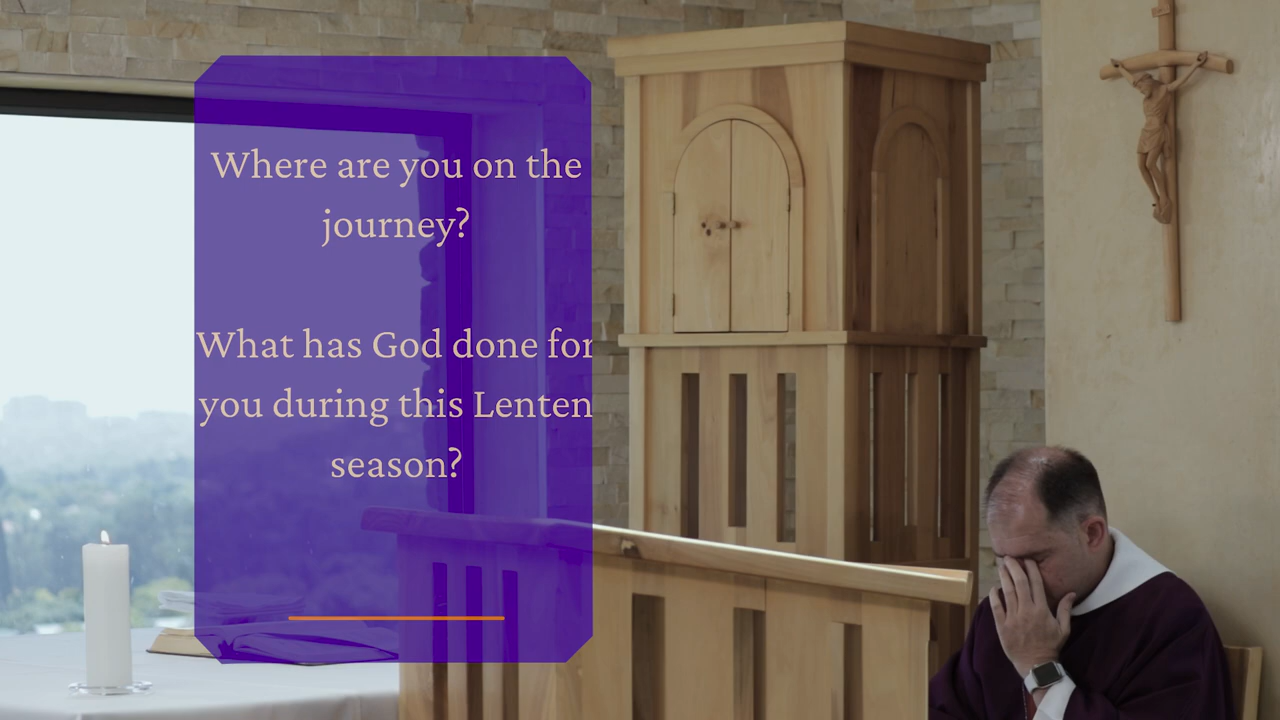 Where are you on the
journey?
What has God done for
you during this Lenten
season?